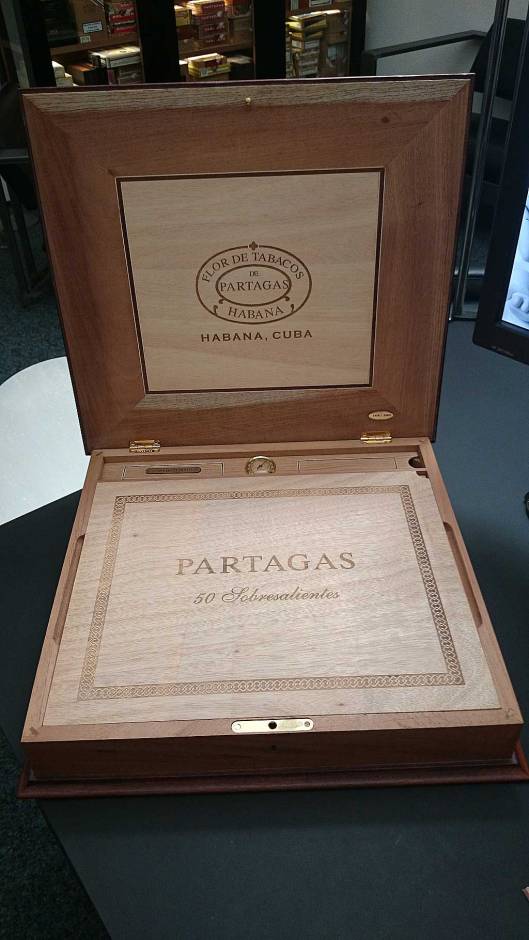 FLOR DE TABACOS
DE
PARTAGAS
HABANA
HABANA, CUBA
PARTAGAS
50 Sobresalientes